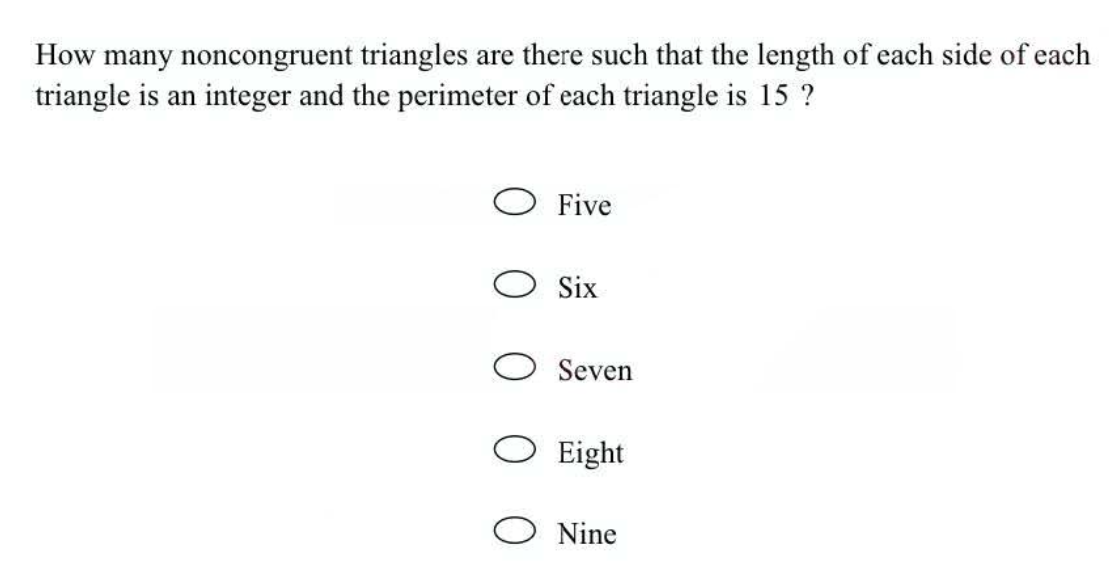 How many noncongruent triangles are there such that the length of each side of each
triangle is an integer and the perimeter of each triangle is 15 ?
Five
Six
Seven
Eight
Nine